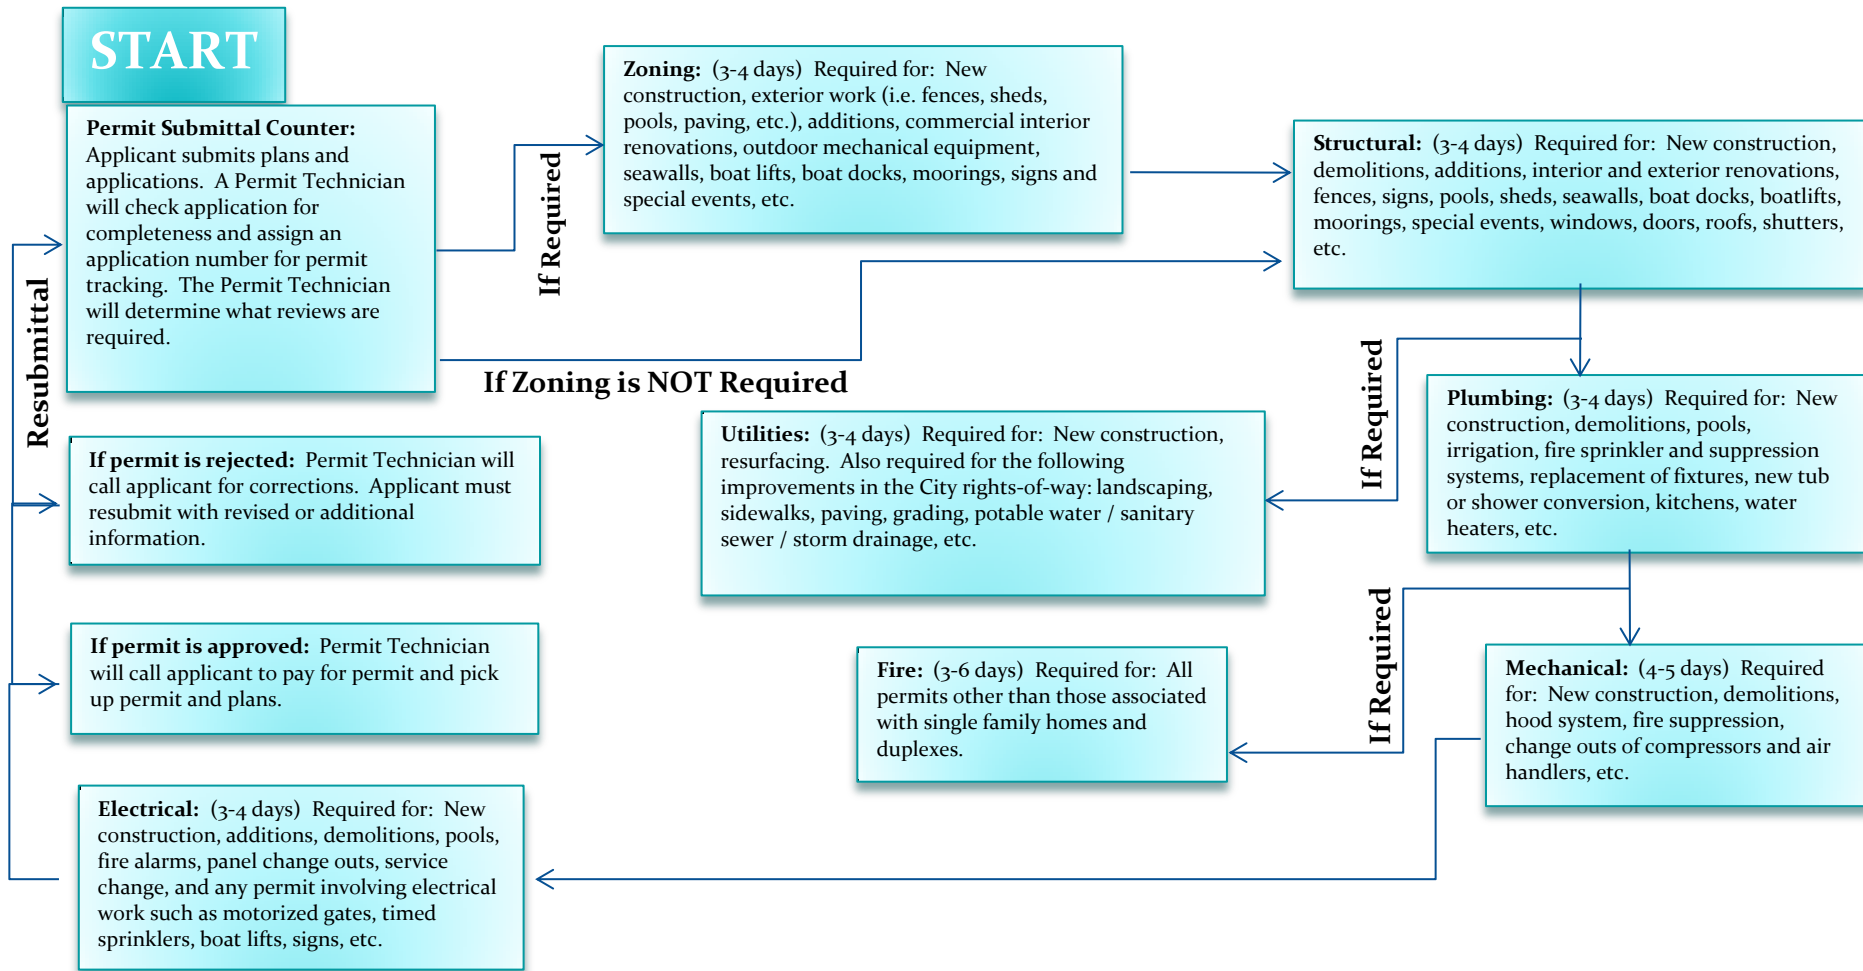 START
Permit Submittal Counter:
Applicant submits plans and
applications. A Permit Technician
will check application for
completeness and assign an
application number for permit
tracking. The Permit Technician
will determine what reviews are
required.
If Required
Zoning: (3-4 days) Required for: New
construction, exterior work (i.e. fences, sheds,
pools, paving, etc.), additions, commercial interior
renovations, outdoor mechanical equipment,
seawalls, boat lifts, boat docks, moorings, signs and
special events, etc.
If Zoning is NOT Required
Structural: (3-4 days) Required for: New construction,
demolitions, additions, interior and exterior renovations,
fences, signs, pools, sheds, seawalls, boat docks, boatlifts,
moorings, special events, windows, doors, roofs, shutters,
etc.
If Required
Utilities: (3-4 days) Required for: New construction,
resurfacing. Also required for the following
improvements in the City rights-of-way: landscaping,
sidewalks, paving, grading, potable water / sanitary
sewer / storm drainage, etc.
Plumbing: (3-4 days) Required for: New
construction, demolitions, pools,
irrigation, fire sprinkler and suppression
systems, replacement of fixtures, new tub
or shower conversion, kitchens, water
heaters, etc.
If Required
Fire: (3-6 days) Required for: All
permits other than those associated
with single family homes and
duplexes.
Mechanical: (4-5 days) Required
for: New construction, demolitions,
hood system, fire suppression,
change outs of compressors and air
handlers, etc.
Electrical: (3-4 days) Required for: New
construction, additions, demolitions, pools,
fire alarms, panel change outs, service
change, and any permit involving electrical
work such as motorized gates, timed
sprinklers, boat lifts, signs, etc.
If permit is approved: Permit Technician
will call applicant to pay for permit and pick
up permit and plans.
If permit is rejected: Permit Technician will
call applicant for corrections. Applicant must
resubmit with revised or additional
information.
Resubmittal